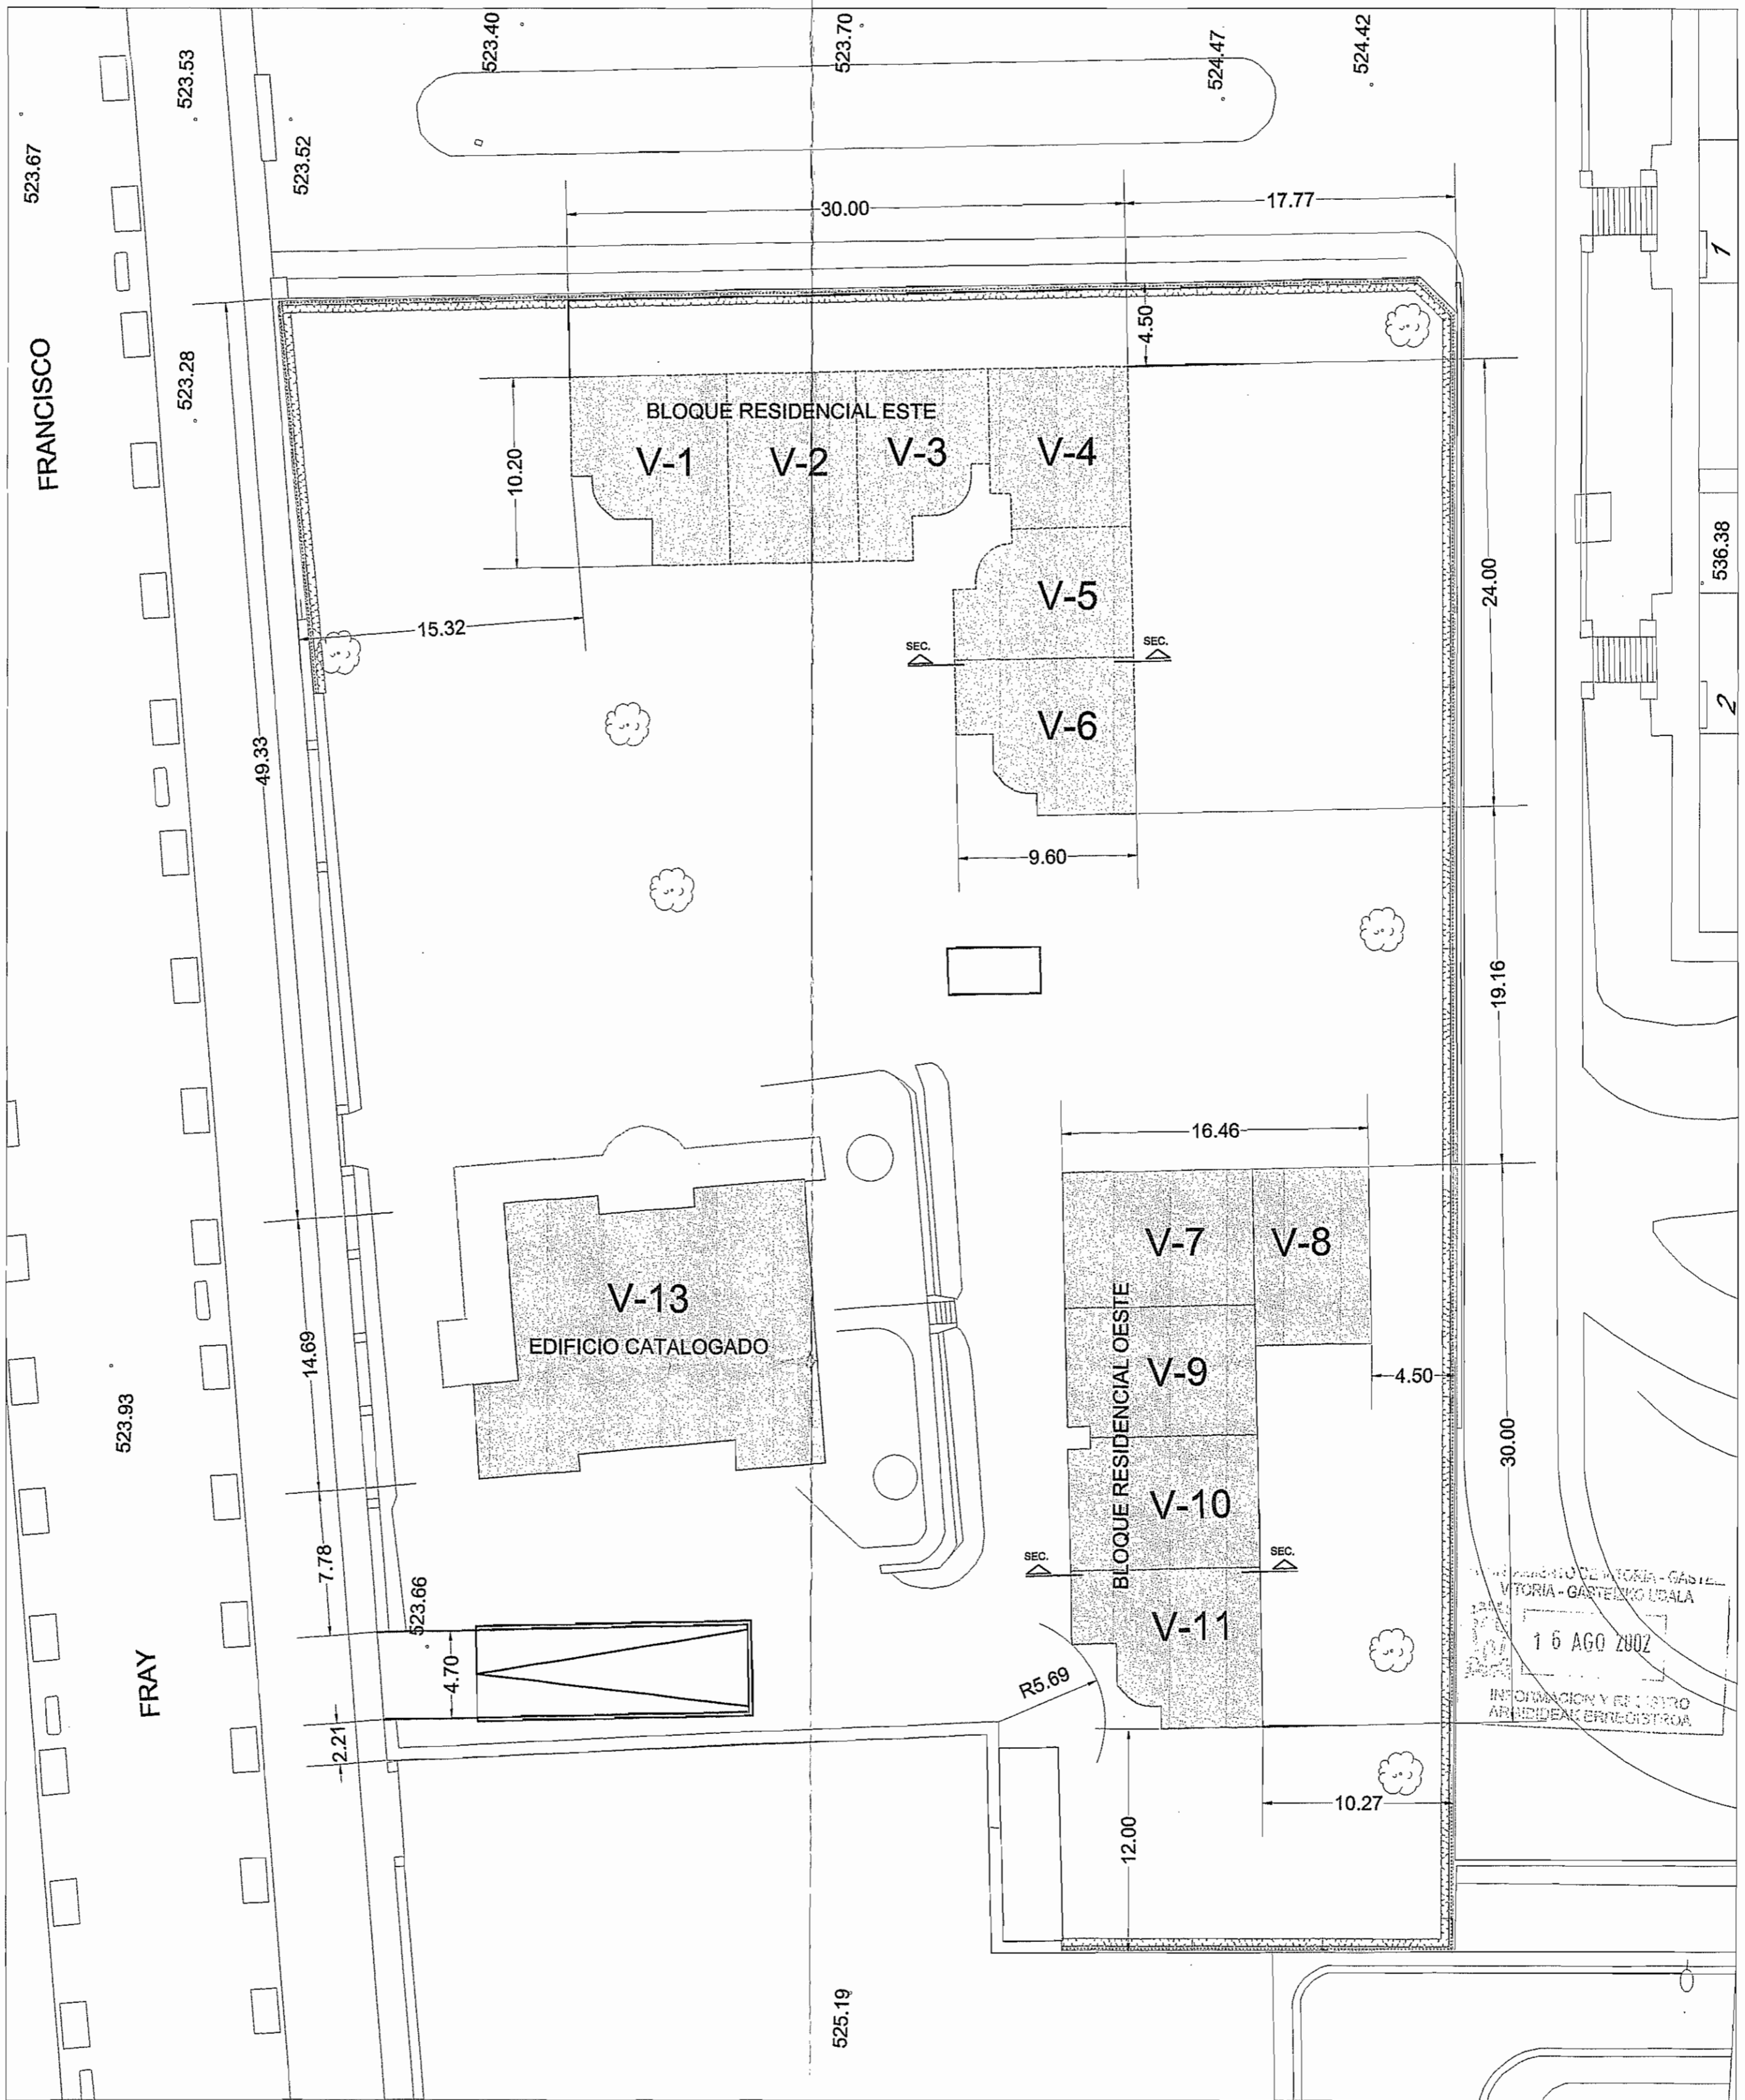 523.40
523.70
524.47
524.42
523.53
523.67
523.52
30.00
17.77
1
4.50
FRANCISCO
523.28
BLOQUE RESIDENCIAL ESTE
V-1
V-2
V-3
V-4
10.20
536.38
24.00
V-5
15.32
SEC.
SEC.
V-6
2
49.33
9.60
19.16
16.46
V-7
V-8
V-13
EDIFICIO CATALOGADO
BLOQUE RESIDENCIAL OESTE
14.69
V-9
4.50
523.93
30.00
V-10
7.78
SEC.
SEC.
523.66
V-11
VITORIA - GASTEIZKO UDALA
16 AGO 2002
INFORMACION Y REGISTRO
ARGIBIDEAK ERREGISTROA
FRAY
4.70
R5.69
2.21
10.27
12.00
525.19